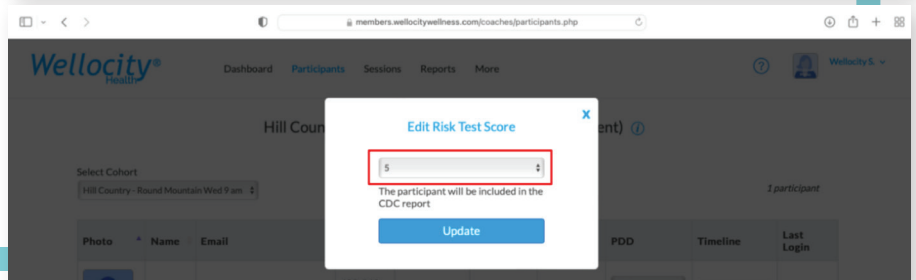 members.wellocitywellness.com/coaches/participants.php
Wellocity®
Health
Dashboard Participants Sessions Reports More
? Wellocity S.
Hill Coun
ent) i
Edit Risk Test Score
X
5
The participant will be included in the
CDC report
Update
Select Cohort
Hill Country - Round Mountain Wed 9 am
1 participant
Photo Name Email PDD Timeline Last
Login